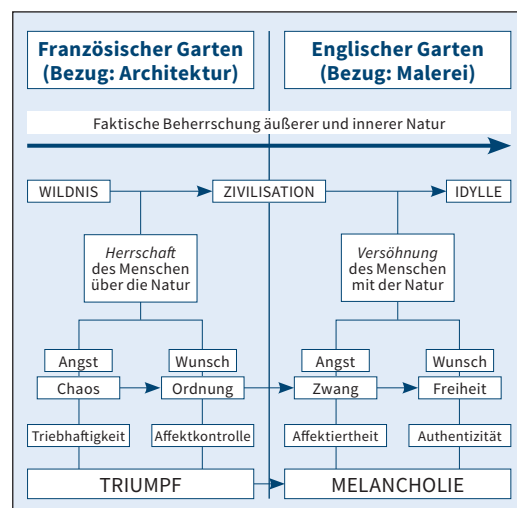 Französischer Garten
(Bezug: Architektur)
Englischer Garten
(Bezug: Malerei)
Faktische Beherrschung äußerer und innerer Natur
WILDNIS
ZIVILISATION
IDYLLE
Herrschaft
des Menschen
über die Natur
Versöhnung
des Menschen
mit der Natur
Angst
Wunsch
Angst
Wunsch
Chaos
Ordnung
Zwang
Freiheit
Triebhaftigkeit
Affektkontrolle
Affektiertheit
Authentizität
TRIUMPF
MELANCHOLIE